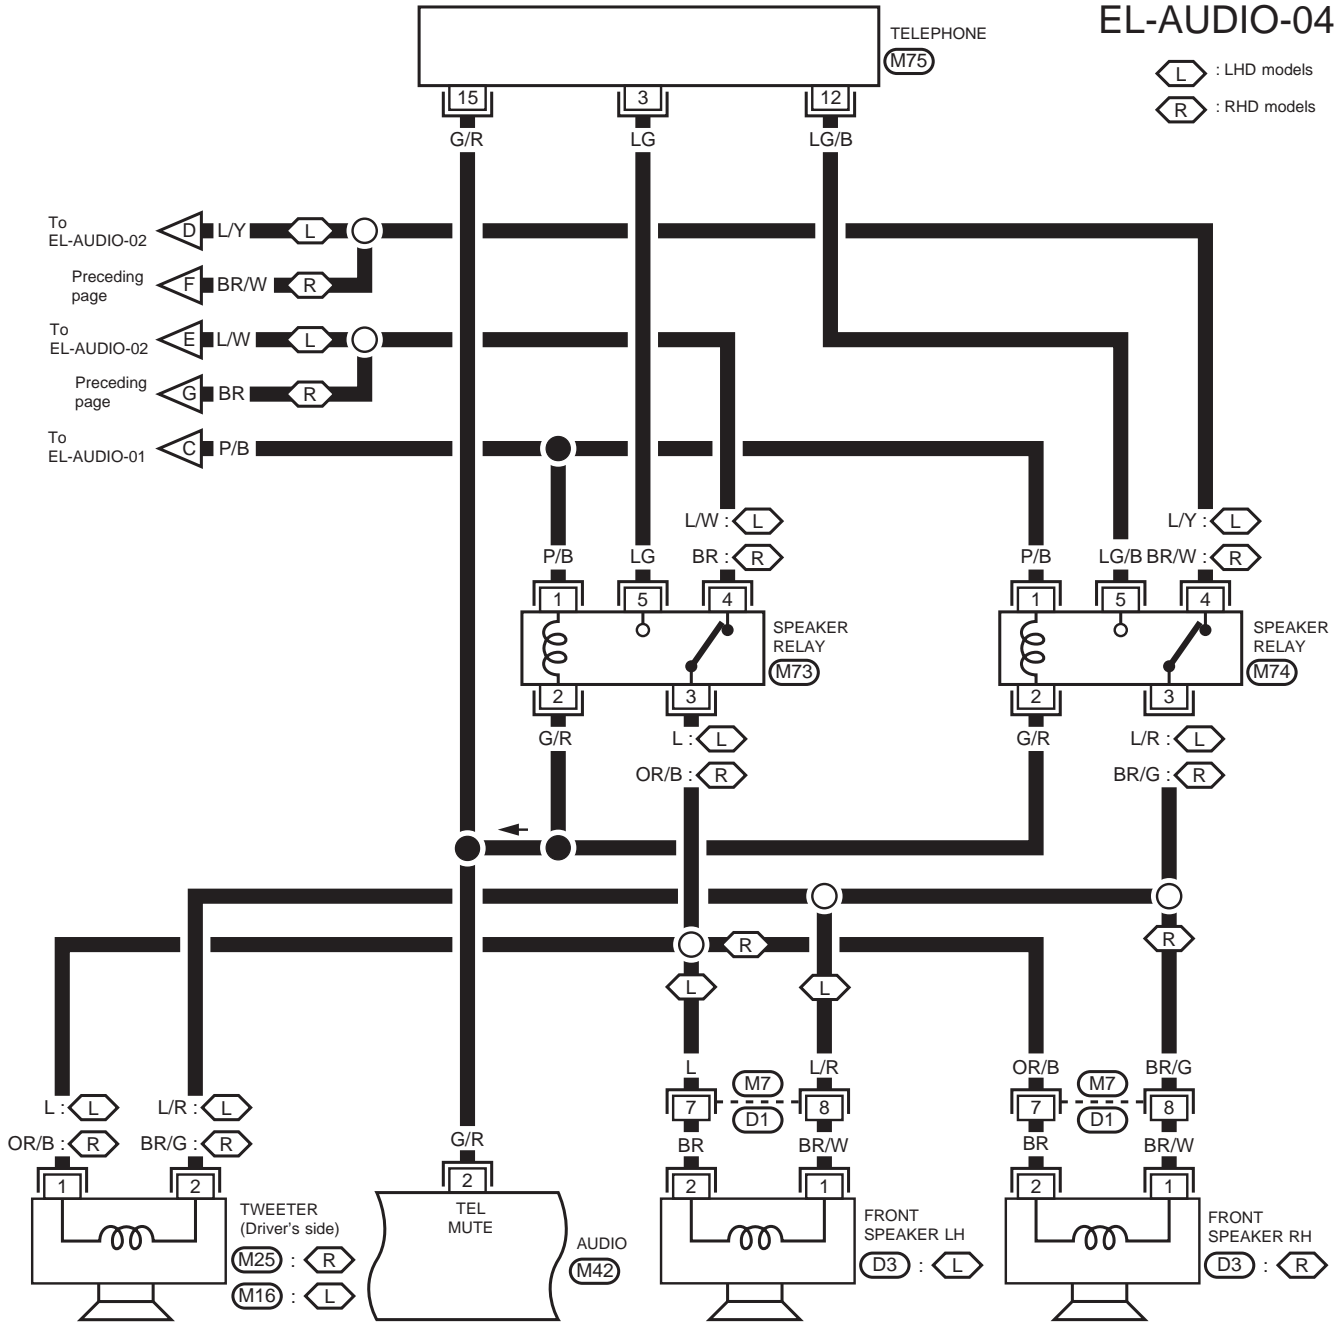 EL-AUDIO-04
TELEPHONE
M75
L : LHD models
R : RHD models
15 3 12
G/R LG LG/B
To
EL-AUDIO-02
D L/Y L
Preceding
page
F BR/W R
To
EL-AUDIO-02
E L/W L
Preceding
page
G BR R
To
EL-AUDIO-01
C P/B
L/W : L
L/Y : L
P/B LG BR : R
P/B LG/B BR/W : R
1 5 4
1 5 4
SPEAKER
RELAY
M73
SPEAKER
RELAY
M74
2 3
2 3
G/R L : L
G/R L/R : L
OR/B : R
BR/G : R
R
R
L
L
L L/R OR/B BR/G
M7
M7
7 8 7 8
D1
D1
L : L L/R : L
OR/B : R BR/G : R
G/R BR BR/W BR BR/W
1 2 2 2 1 2 1
TWEETER
(Driver's side)
M25 : R
M16 : L
TEL
MUTE
AUDIO
M42
FRONT
SPEAKER LH
D3 : L
FRONT
SPEAKER RH
D3 : R